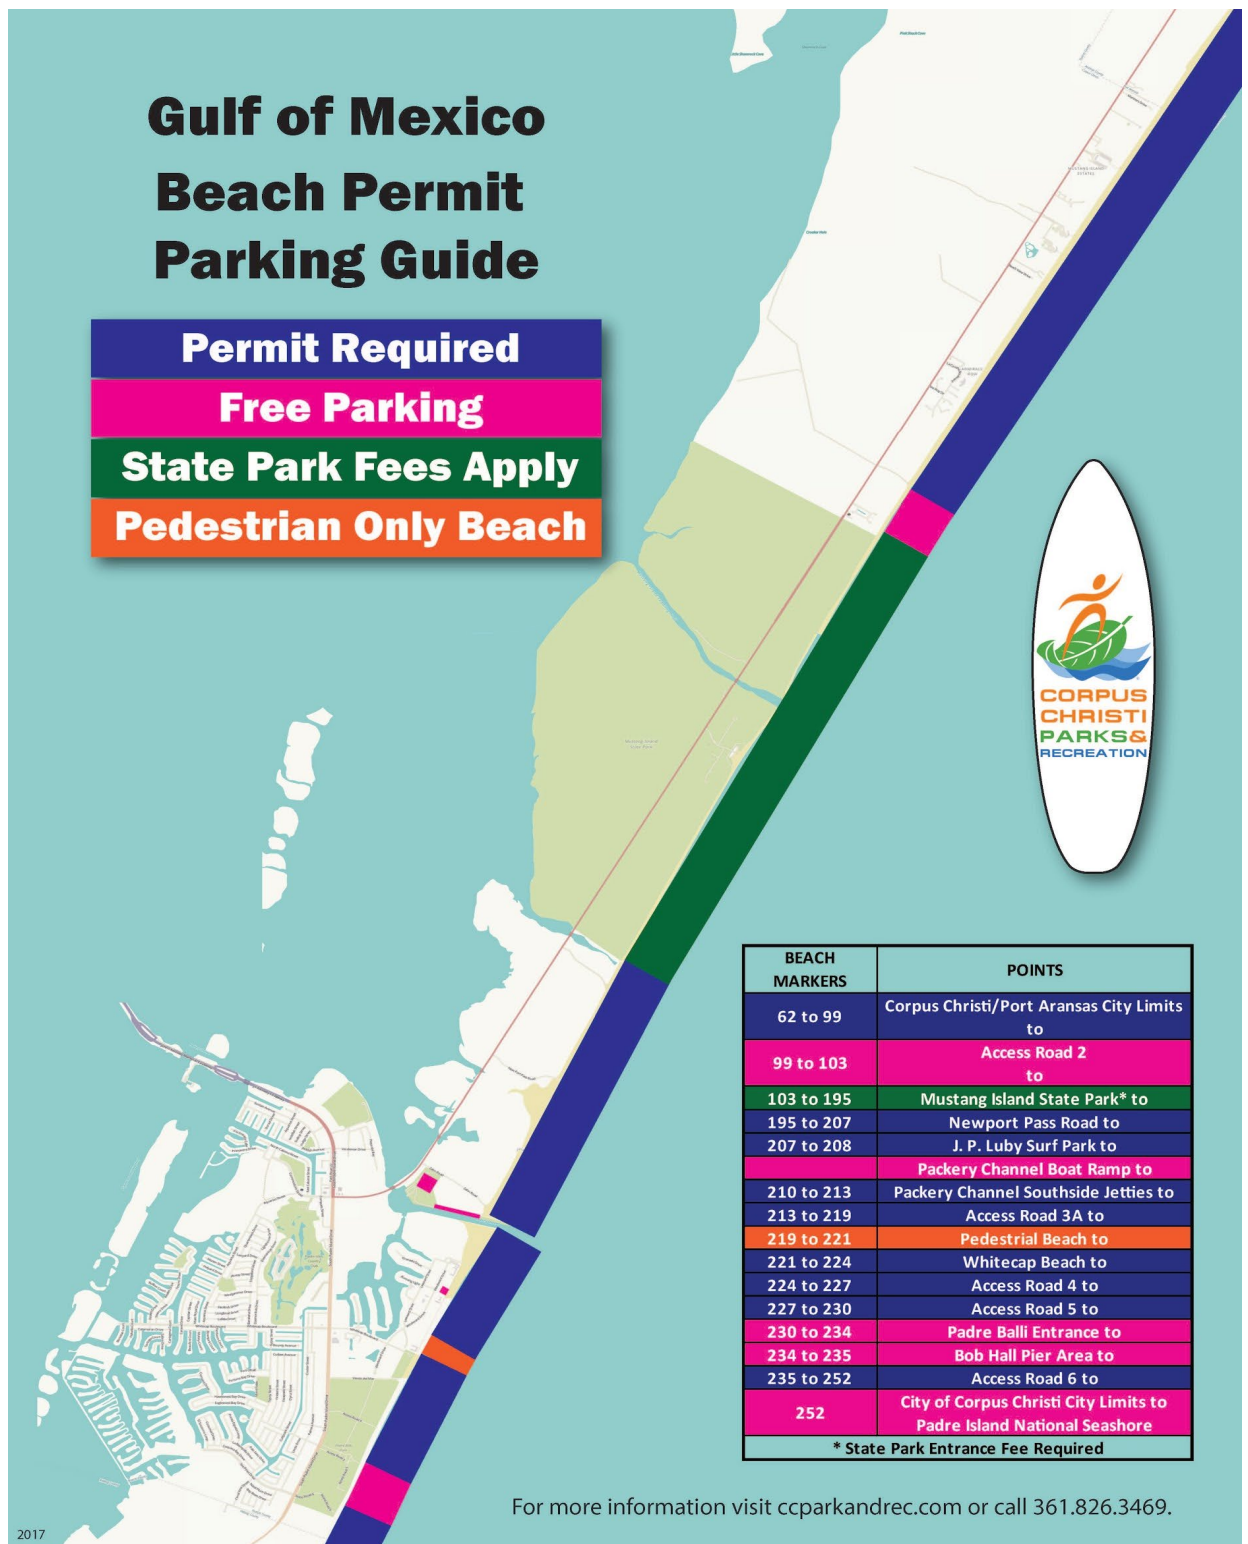 Gulf of Mexico
Beach Permit
Parking Guide
Permit Required
Free Parking
State Park Fees Apply
Pedestrian Only Beach
CORPUS
CHRISTI
PARKS&
RECREATION
BEACH MARKERS POINTS
62 to 99 Corpus Christi/Port Aransas City Limits to
99 to 103 Access Road 2 to
103 to 195 Mustang Island State Park* to
195 to 207 Newport Pass Road to
207 to 208 J. P. Luby Surf Park to
Packery Channel Boat Ramp to
210 to 213 Packery Channel Southside Jetties to
213 to 219 Access Road 3A to
219 to 221 Pedestrial Beach to
221 to 224 Whitecap Beach to
224 to 227 Access Road 4 to
227 to 230 Access Road 5 to
230 to 234 Padre Balli Entrance to
234 to 235 Bob Hall Pier Area to
235 to 252 Access Road 6 to
252 City of Corpus Christi City Limits to
Padre Island National Seashore
* State Park Entrance Fee Required
For more information visit ccparkandrec.com or call 361.826.3469.
2017